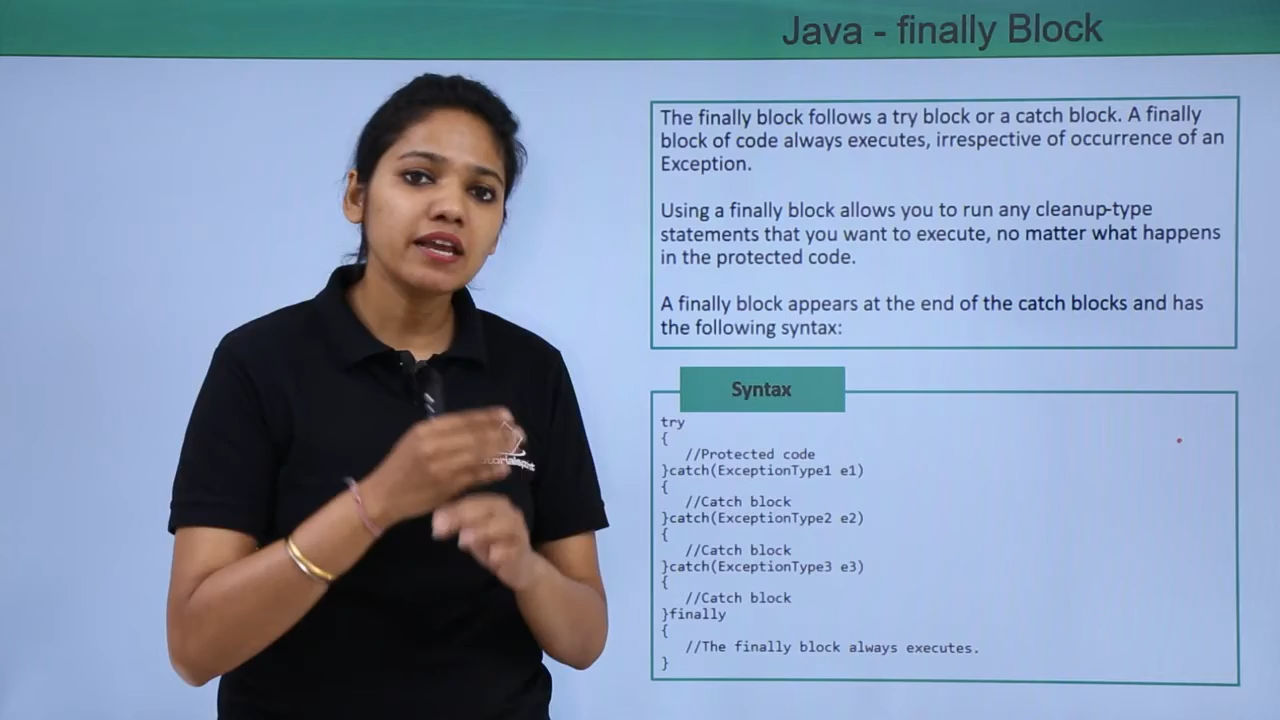 Java - finally Block
The finally block follows a try block or a catch block. A finally
block of code always executes, irrespective of occurrence of an
Exception.
Using a finally block allows you to run any cleanup-type
statements that you want to execute, no matter what happens
in the protected code.
A finally block appears at the end of the catch blocks and has
the following syntax:
Syntax
try
{
//Protected code
}catch(ExceptionType1 e1)
{
//Catch block
}catch(ExceptionType2 e2)
{
//Catch block
}catch(ExceptionType3 e3)
{
//Catch block
}finally
{
//The finally block always executes.
}